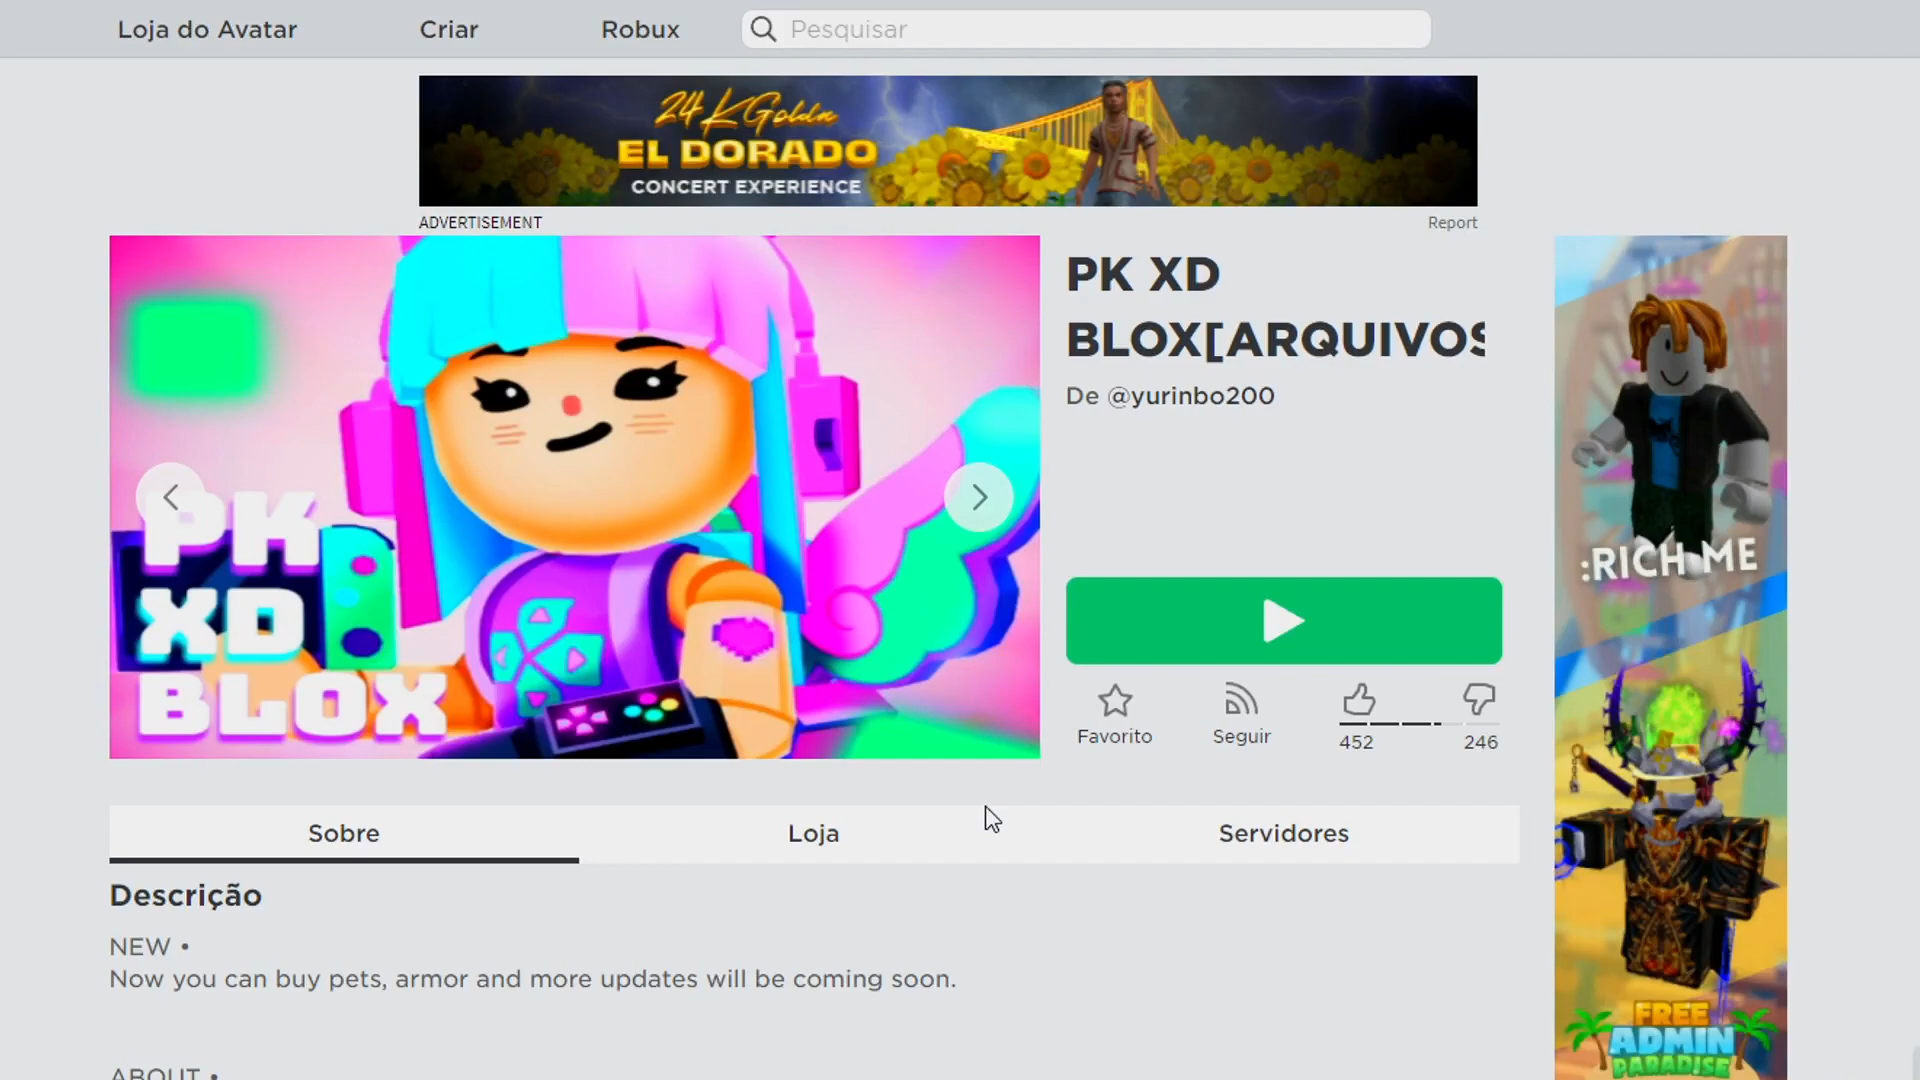 Loja do Avatar
Criar
Robux
Pesquisar
24KGoldn
EL DORADO
CONCERT EXPERIENCE
ADVERTISEMENT
Report
PK
XD
BLOX
PK XD
BLOX[ARQUIVOS
De @yurinbo200
Favorito
Seguir
452
246
:RICH ME
FREE
ADMIN
PARADISE
Sobre
Loja
Servidores
Descrição
NEW •
Now you can buy pets, armor and more updates will be coming soon.
ABOUT •